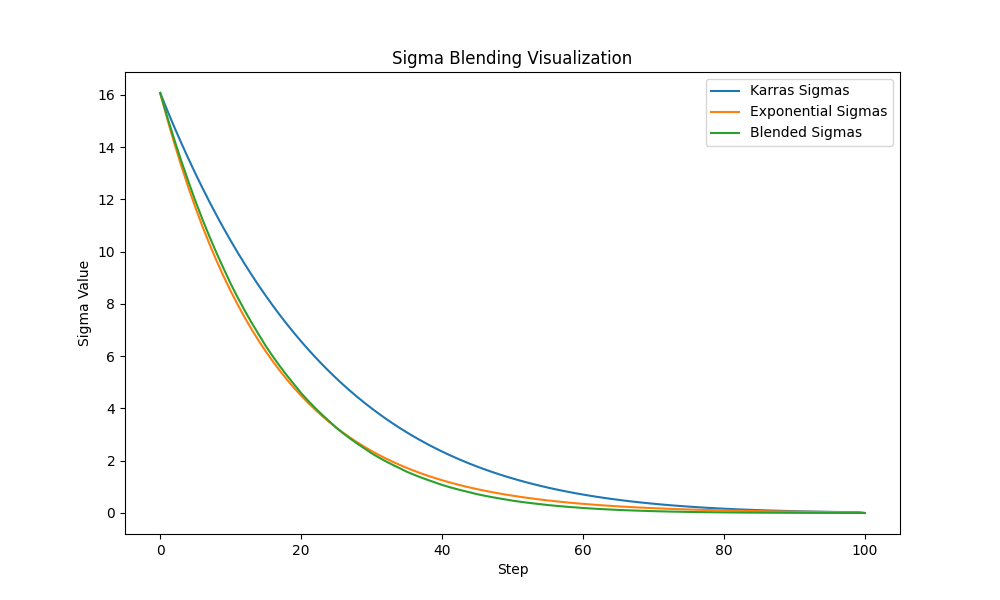 Sigma Blending Visualization
Karras Sigmas
Exponential Sigmas
Blended Sigmas
Sigma Value
16
14
12
10
8
6
4
2
0
0 20 40 60 80 100
Step